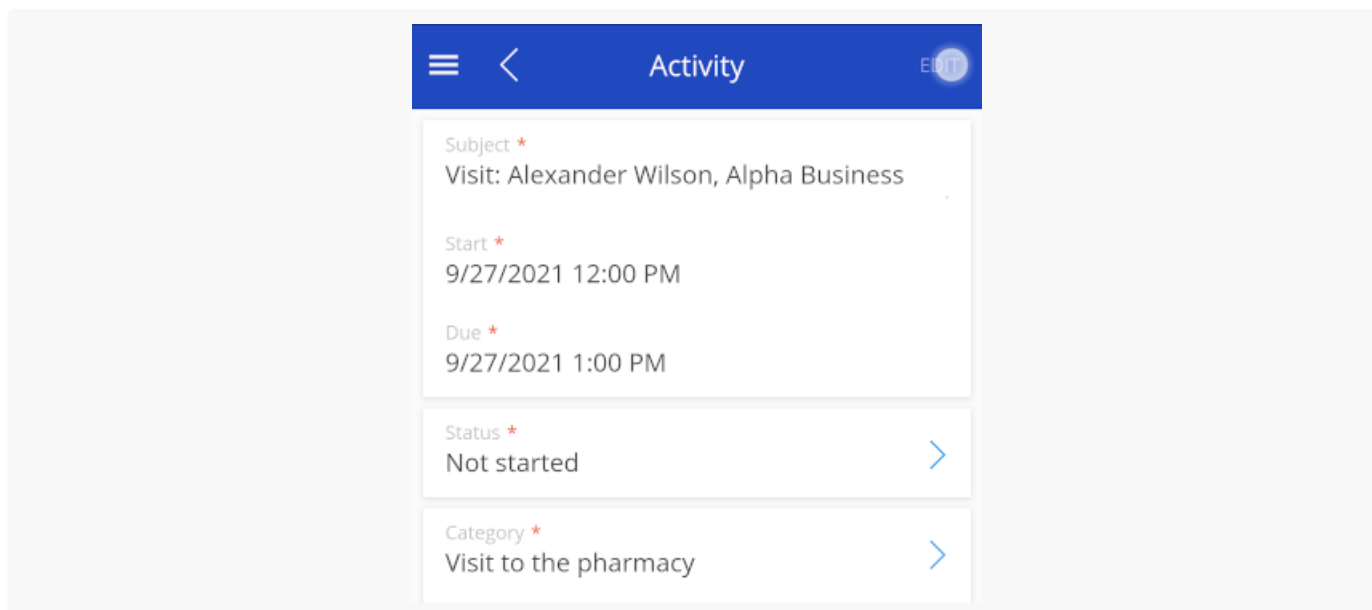 Activity
EDIT
Subject *
Visit: Alexander Wilson, Alpha Business
Start *
9/27/2021 12:00 PM
Due *
9/27/2021 1:00 PM
Status *
Not started
Category *
Visit to the pharmacy